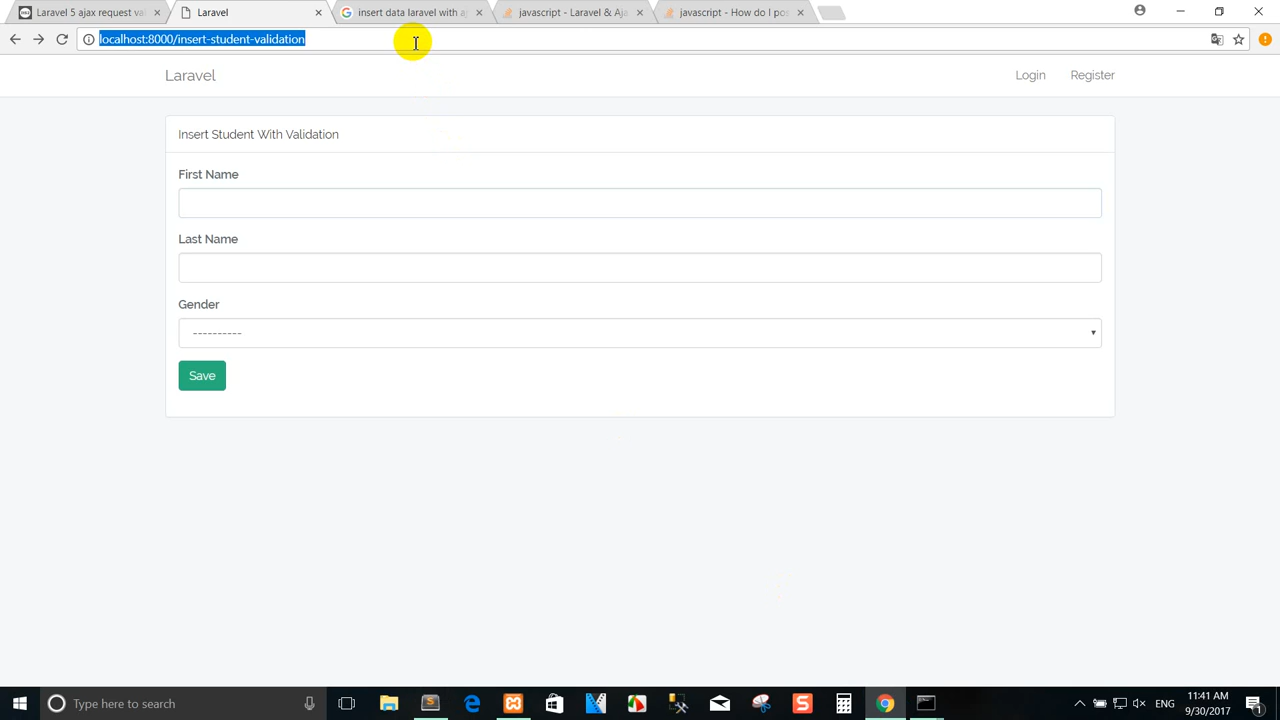 Laravel 5 ajax request val
Laravel
insert data laravel with aj
javascript - Laravel & Aja
javascript - How do I pos
localhost:8000/insert-student-validation
Laravel
Login
Register
Insert Student With Validation
First Name
Last Name
Gender
----------
Save
Type here to search
ENG
11:41 AM
9/30/2017